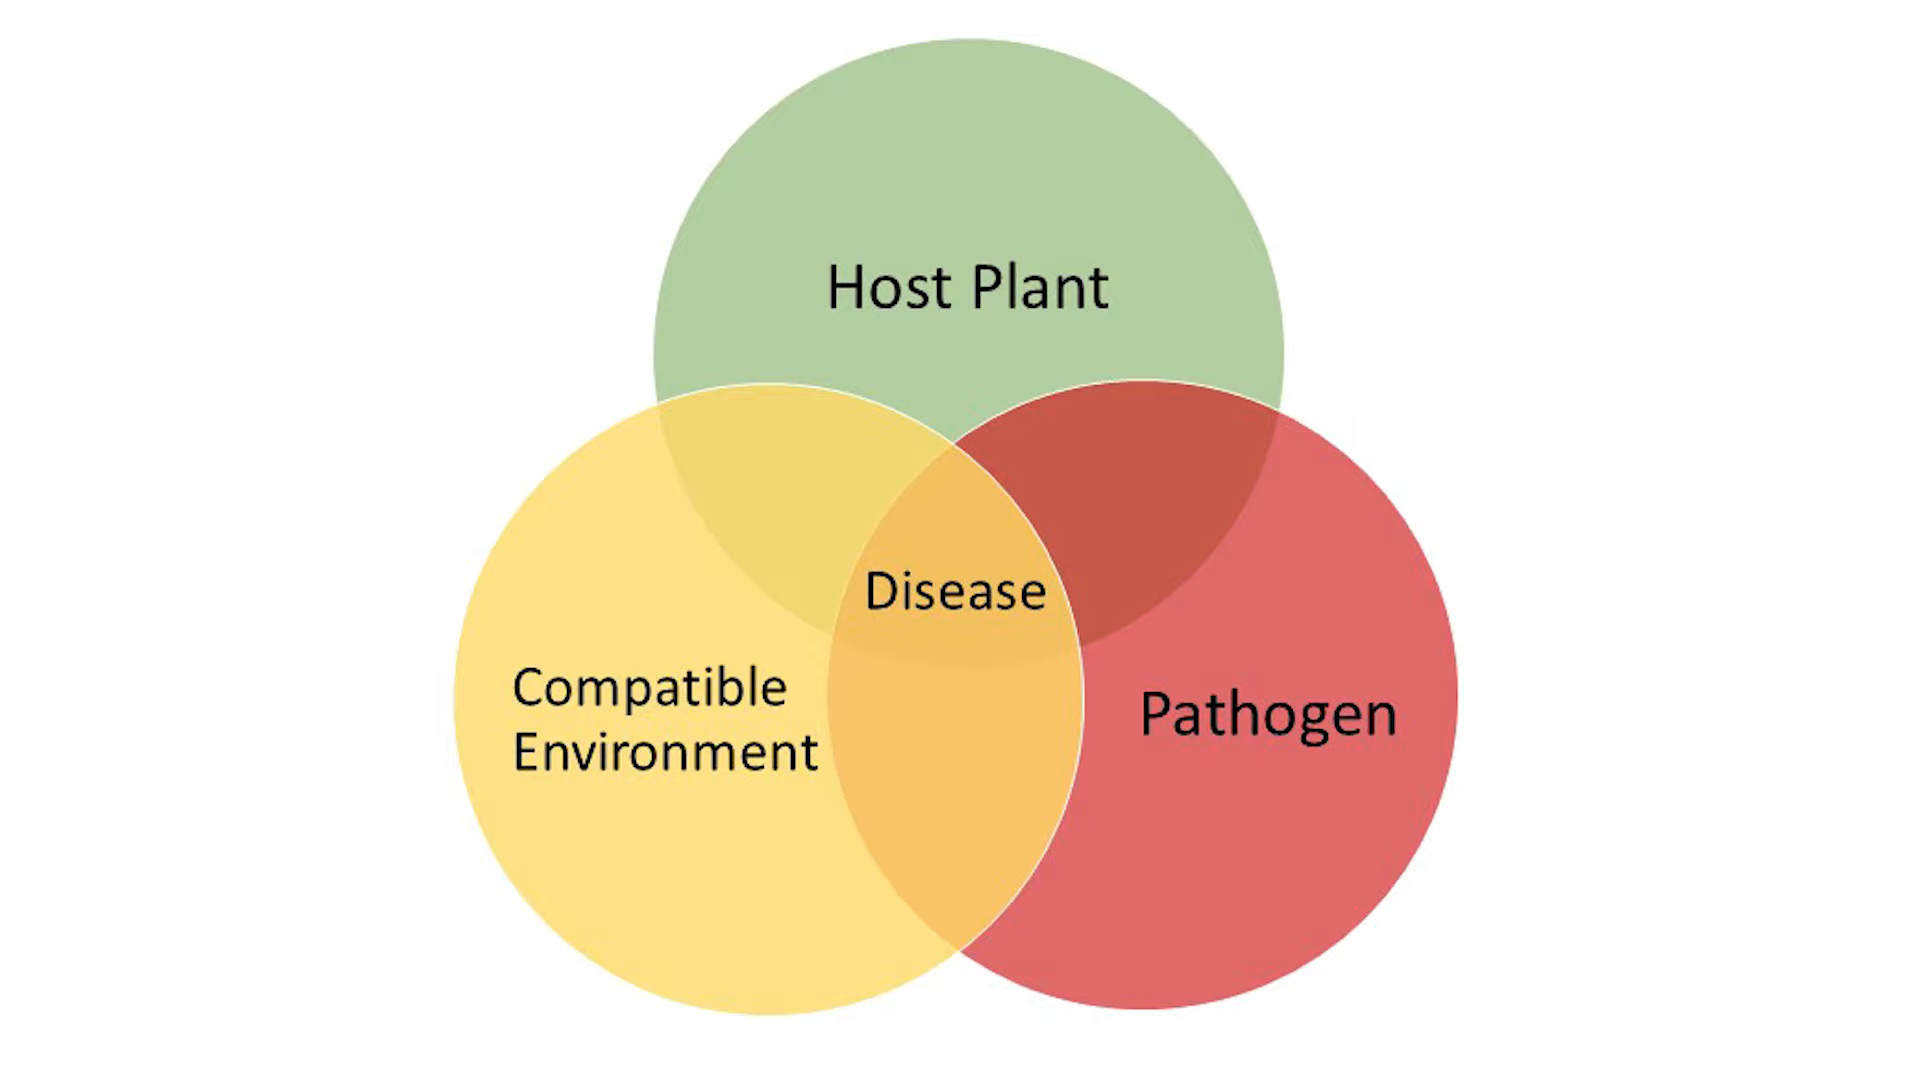 Host Plant
Disease
Compatible
Environment
Pathogen